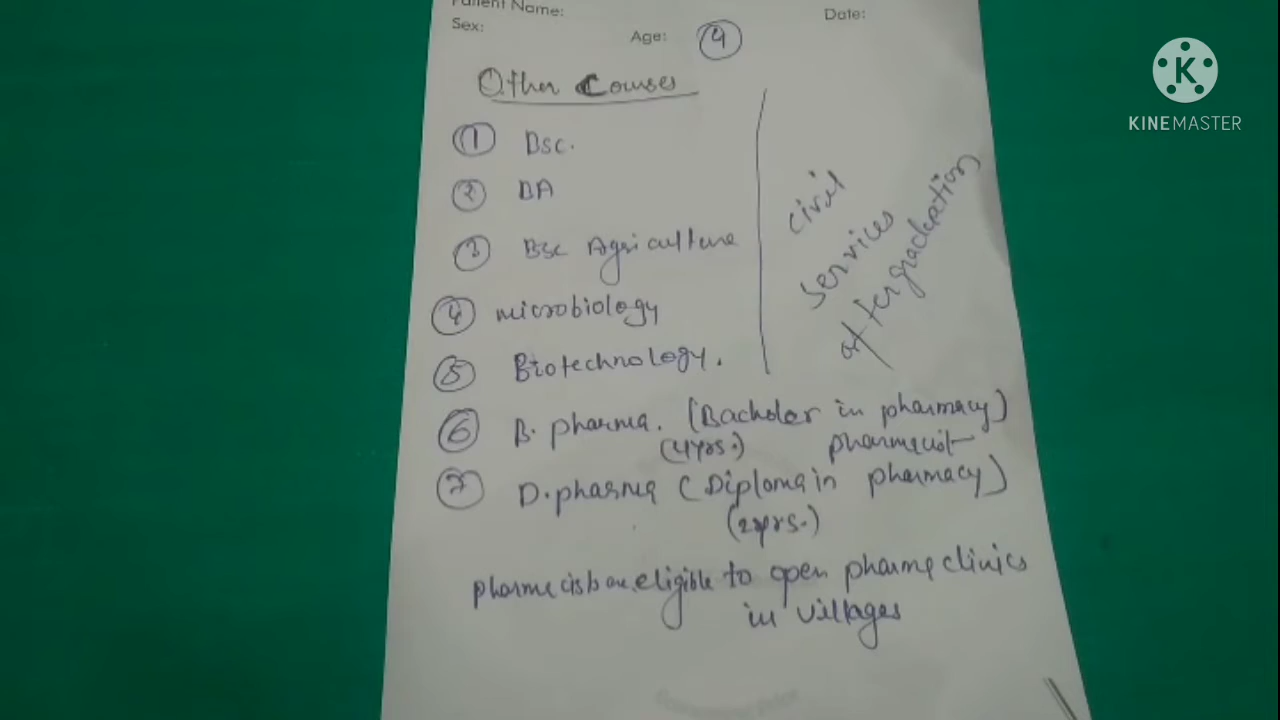 Patient Name:
Date:
Sex:
Age:
4
Other Courses
1 Bsc.
2 BA
3 Bsc Agriculture
4 microbiology
5 Biotechnology.
civil
services
after graduation
6 B. pharma. (Bacholer in pharmacy)
(4yrs.) pharmacist
7 D.pharma (Diploma in pharmacy)
(2yrs.)
pharmacist are eligible to open pharma clinics
in villages
K
KINEMASTER